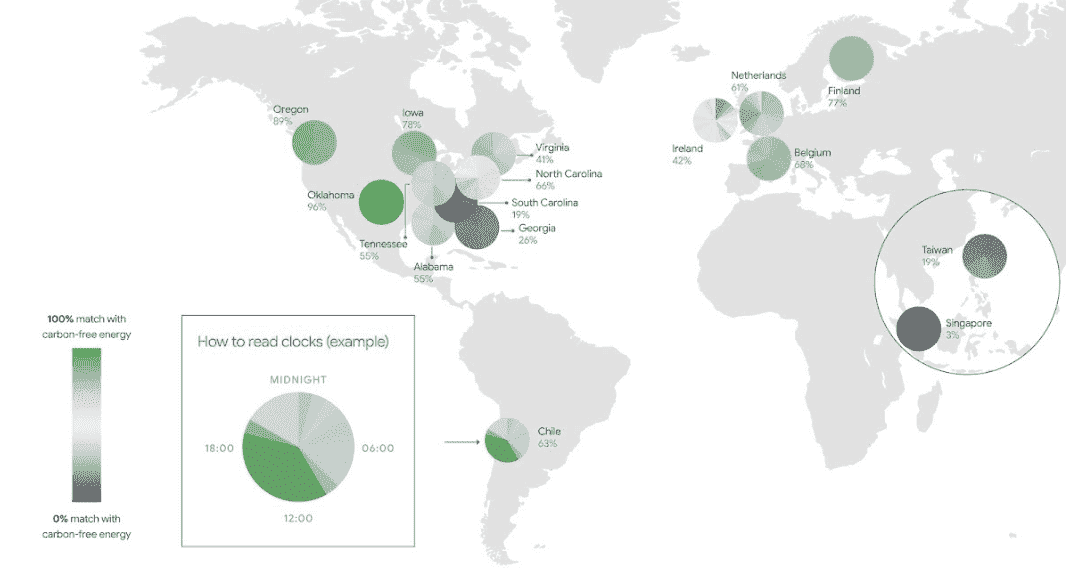 Oregon
89%
Iowa
78%
Virginia
41%
North Carolina
66%
Oklahoma
96%
South Carolina
19%
Georgia
26%
Tennessee
55%
Alabama
55%
Netherlands
61%
Finland
77%
Ireland
42%
Belgium
68%
Taiwan
19%
Singapore
3%
100% match with
carbon-free energy
0% match with
carbon-free energy
How to read clocks (example)
MIDNIGHT
18:00
06:00
12:00
Chile
63%